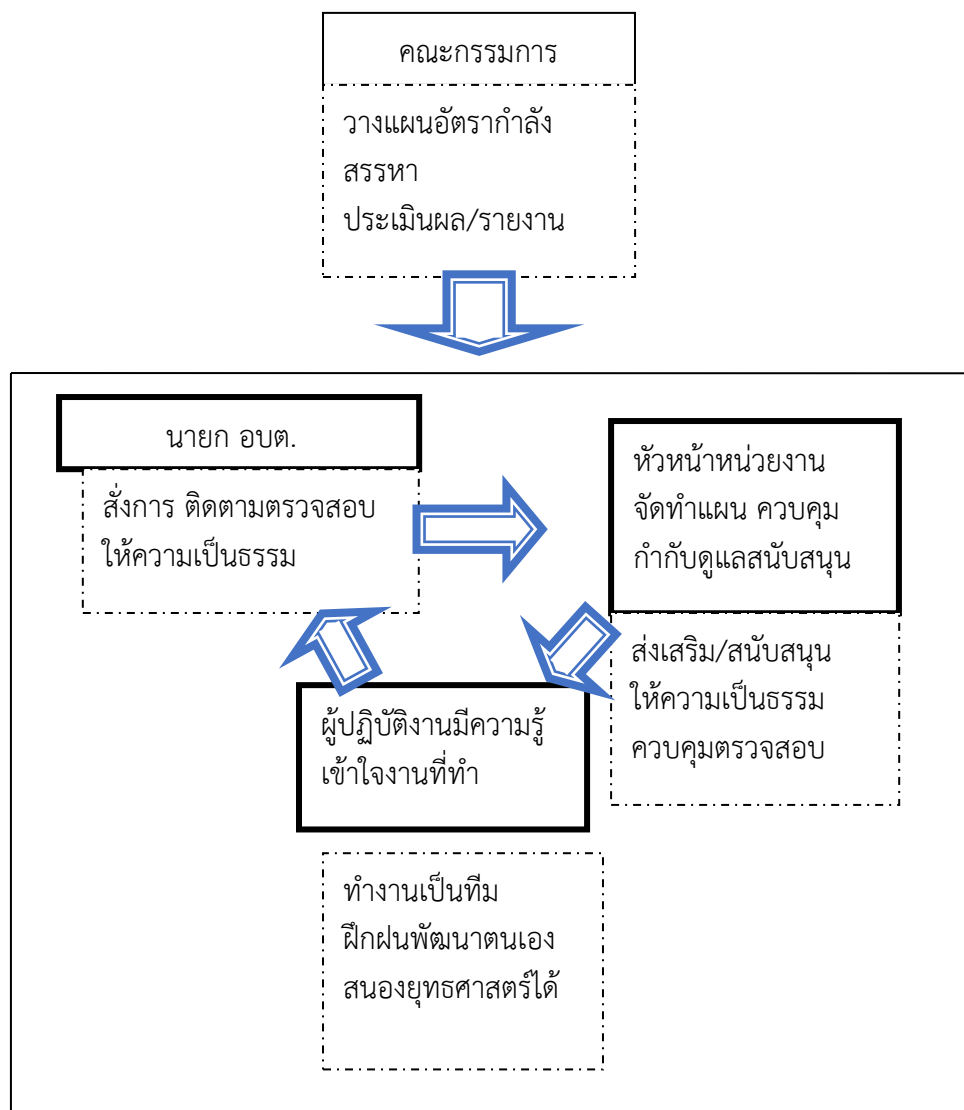 คณะกรรมการ
วางแผนอัตรากำลัง
สรรหา
ประเมินผล/รายงาน
นายก อบต.
สั่งการ ติดตามตรวจสอบ
ให้ความเป็นธรรม
หัวหน้าหน่วยงาน
จัดทำแผน ควบคุม
กำกับดูแลสนับสนุน
ส่งเสริม/สนับสนุน
ให้ความเป็นธรรม
ควบคุมตรวจสอบ
ผู้ปฏิบัติงานมีความรู้
เข้าใจงานที่ทำ
ทำงานเป็นทีม
ฝึกฝนพัฒนาตนเอง
สนองยุทธศาสตร์ได้